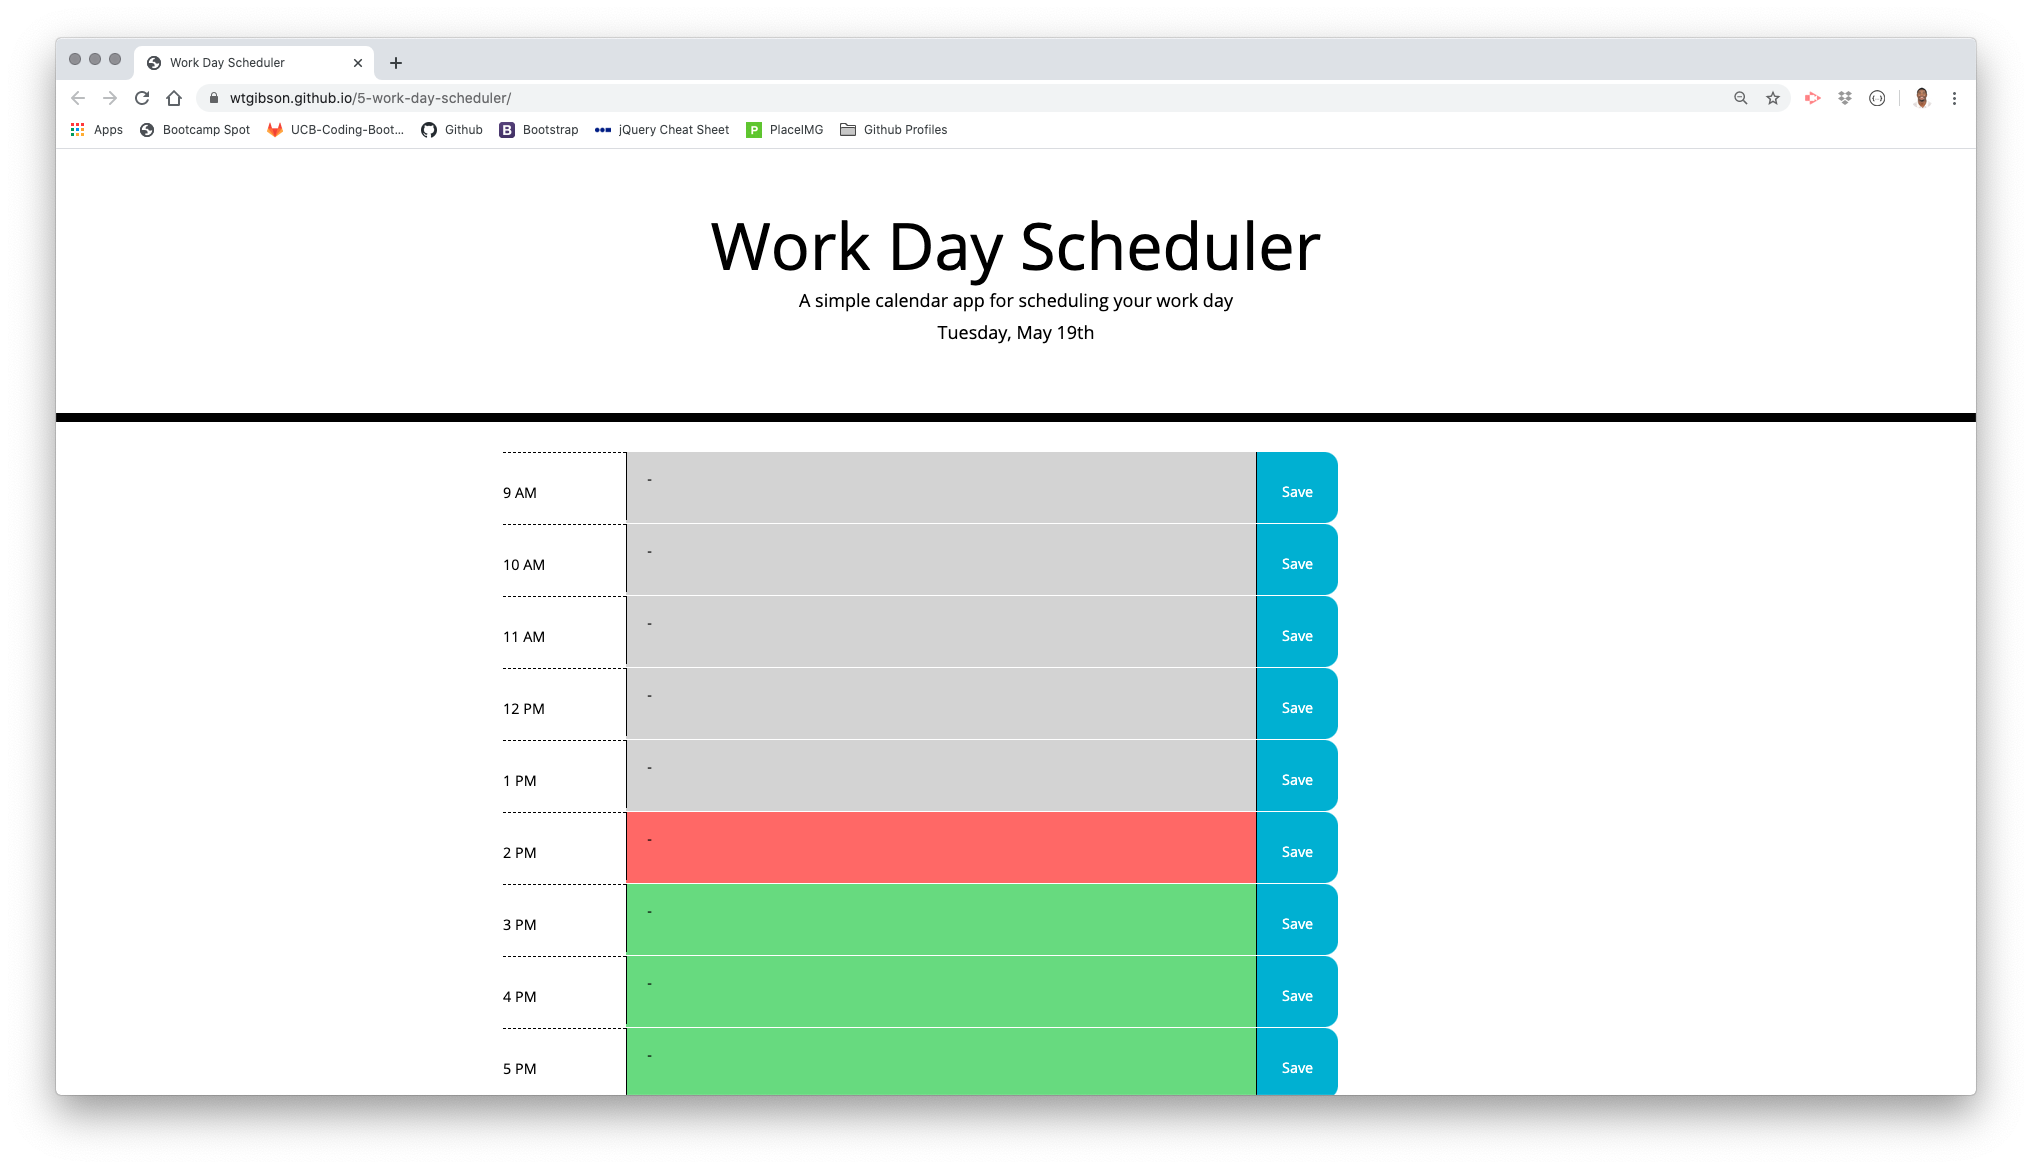 Work Day Scheduler
wtgibson.github.io/5-work-day-scheduler/
Apps Bootcamp Spot UCB-Coding-Boot... Github B Bootstrap jQuery Cheat Sheet P PlaceIMG Github Profiles
Work Day Scheduler
A simple calendar app for scheduling your work day
Tuesday, May 19th
9 AM - Save
10 AM - Save
11 AM - Save
12 PM - Save
1 PM - Save
2 PM - Save
3 PM - Save
4 PM - Save
5 PM - Save